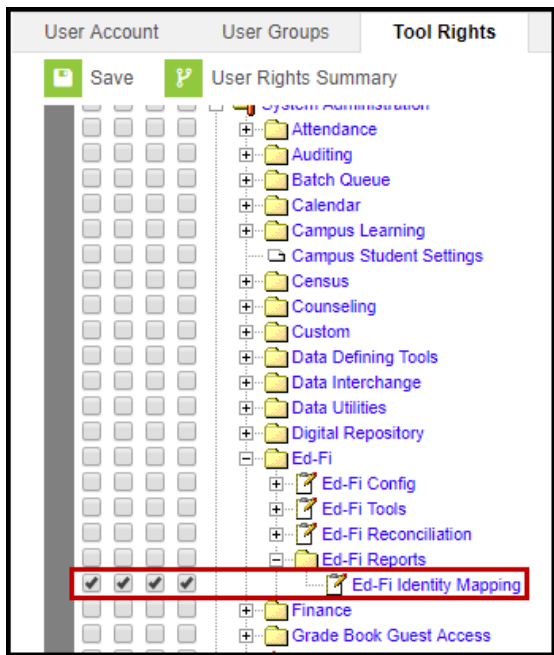 User Account User Groups Tool Rights
Save User Rights Summary
System Administration
Attendance
Auditing
Batch Queue
Calendar
Campus Learning
Campus Student Settings
Census
Counseling
Custom
Data Defining Tools
Data Interchange
Data Utilities
Digital Repository
Ed-Fi
Ed-Fi Config
Ed-Fi Tools
Ed-Fi Reconciliation
Ed-Fi Reports
Ed-Fi Identity Mapping
Finance
Grade Book Guest Access